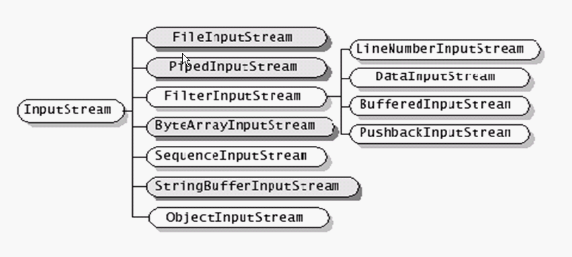 InputStream
FileInputStream
PipedInputStream
FilterInputStream
ByteArrayInputStream
SequenceInputStream
StringBufferInputStream
ObjectInputStream
LineNumberInputStream
DataInputStream
BufferedInputStream
PushbackInputStream